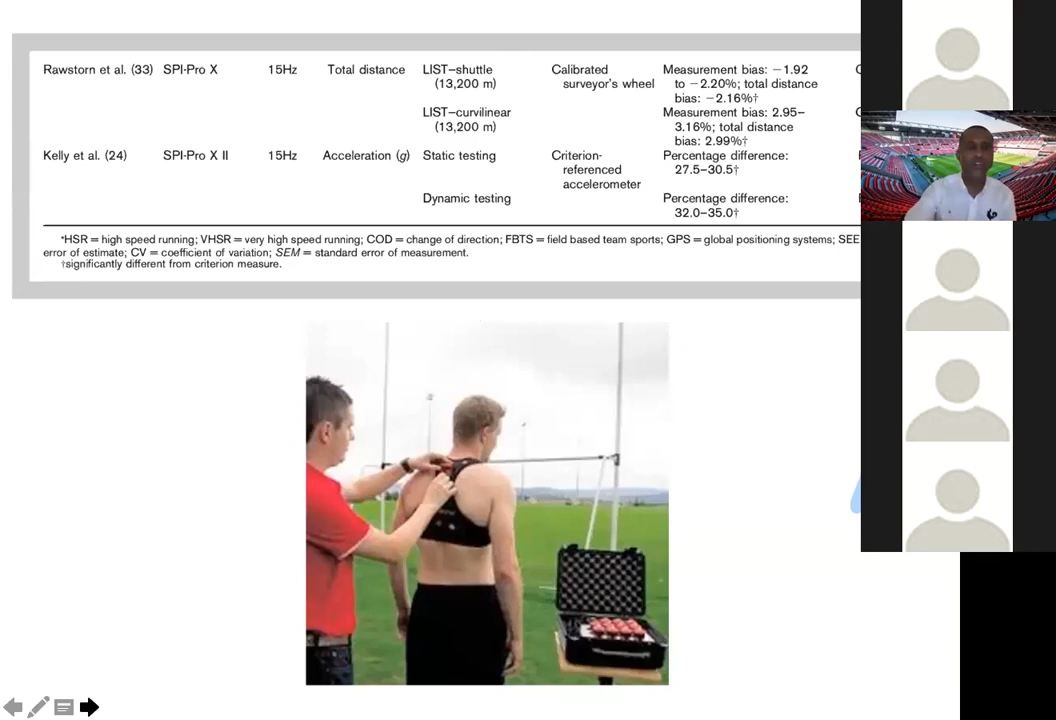 Rawstorn et al. (33) SPI-Pro X 15Hz Total distance LIST–shuttle Calibrated Measurement bias: −1.92
(13,200 m) surveyor's wheel to −2.20%; total distance
bias: −2.16%†
LIST–curvilinear Measurement bias: 2.95–
(13,200 m) 3.16%; total distance
bias: 2.99%†
Kelly et al. (24) SPI-Pro X II 15Hz Acceleration (g) Static testing Criterion- Percentage difference:
referenced 27.5–30.5†
accelerometer
Dynamic testing Percentage difference:
32.0–35.0†
*HSR = high speed running; VHSR = very high speed running; COD = change of direction; FBTS = field based team sports; GPS = global positioning systems; SEE
error of estimate; CV = coefficient of variation; SEM = standard error of measurement.
†significantly different from criterion measure.